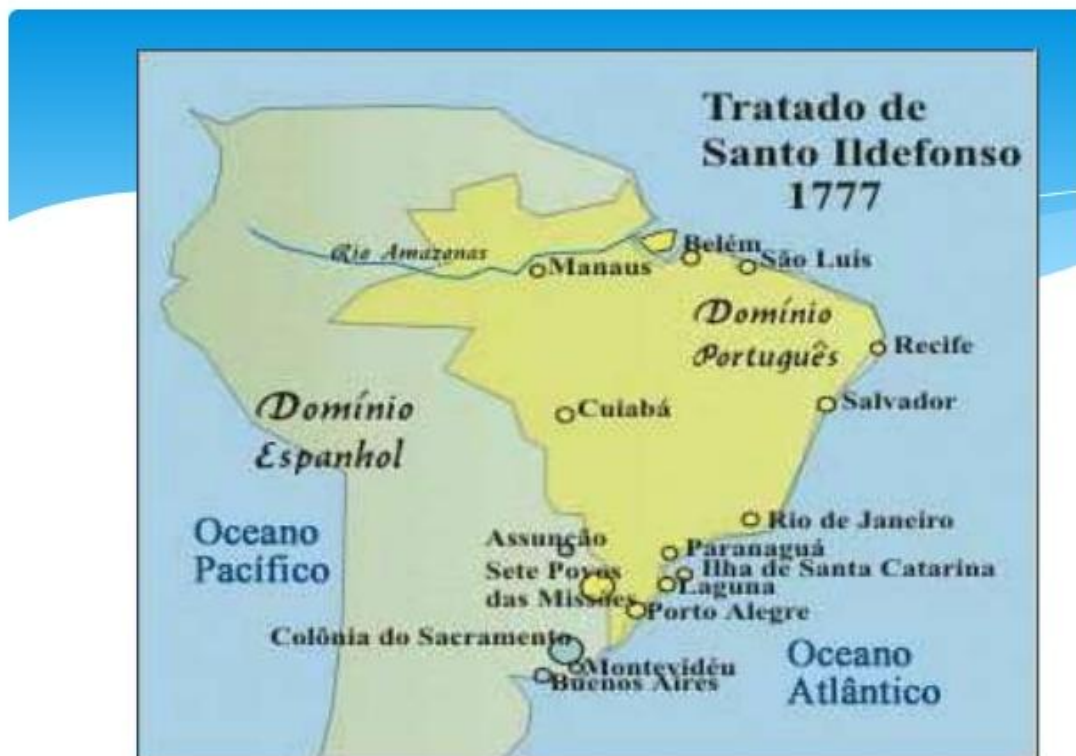 Tratado de
Santo Ildefonso
1777
Rio Amazonas
Manaus
Belém
São Luis
Domínio
Português
Recife
Salvador
Cuiabá
Domínio
Espanhol
Oceano
Pacífico
Rio de Janeiro
Assunção
Paranaguá
Ilha de Santa Catarina
Sete Povos
das Missões
Laguna
Porto Alegre
Colônia do Sacramento
Montevidéu
Buenos Aires
Oceano
Atlântico